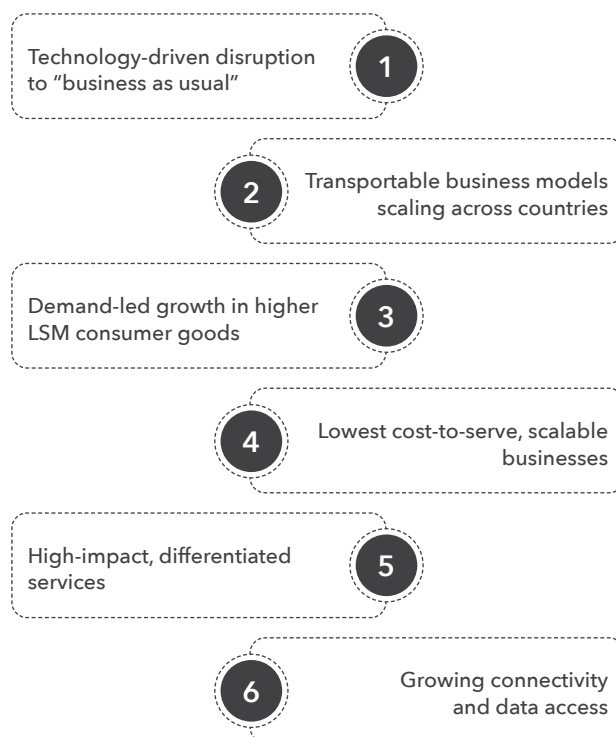 Technology-driven disruption
to “business as usual”
1
2
Transportable business models
scaling across countries
Demand-led growth in higher
LSM consumer goods
3
4
Lowest cost-to-serve, scalable
businesses
High-impact, differentiated
services
5
6
Growing connectivity
and data access